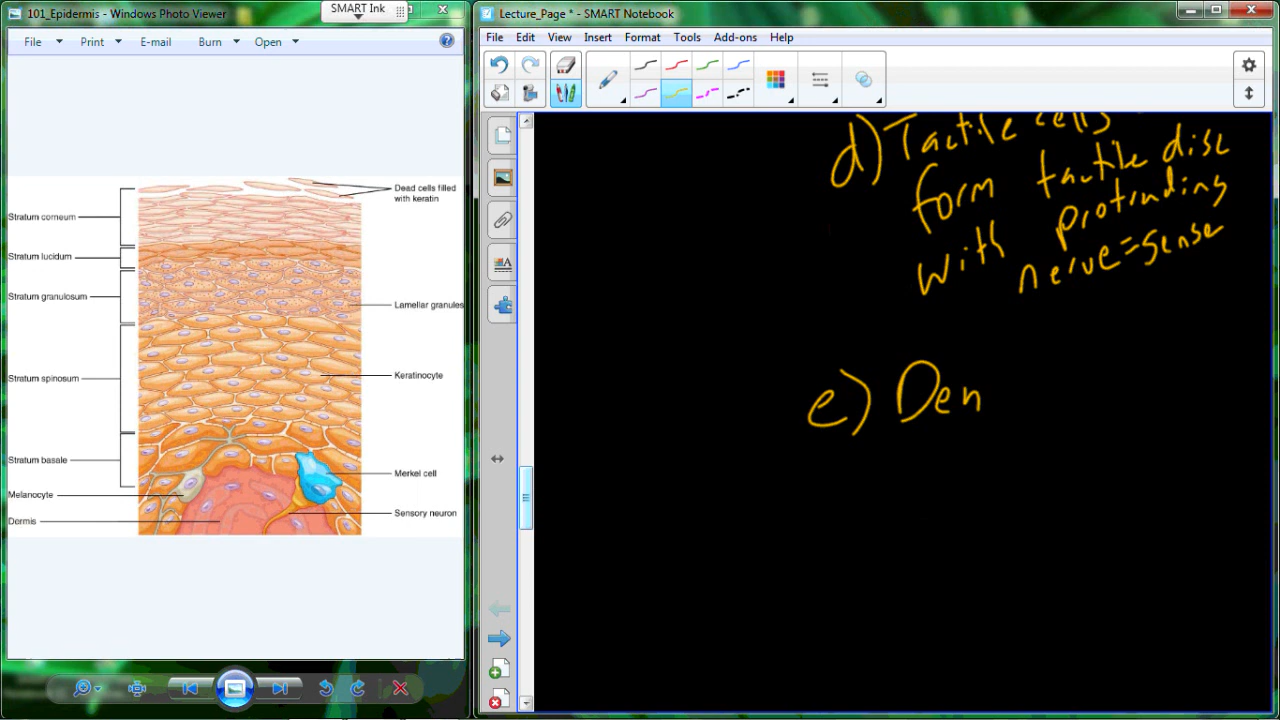 101_Epidermis - Windows Photo Viewer
SMART Ink
File Print E-mail Burn Open
Dead cells filled
with keratin
Stratum corneum
Stratum lucidum
Stratum granulosum
Lamellar granules
Keratinocyte
Stratum spinosum
Stratum basale
Merkel cell
Melanocyte
Sensory neuron
Dermis
Lecture_Page * - SMART Notebook
File Edit View Insert Format Tools Add-ons Help
d) Tactile cells
form tactile disc
with protruding
nerve=sense
e) Den